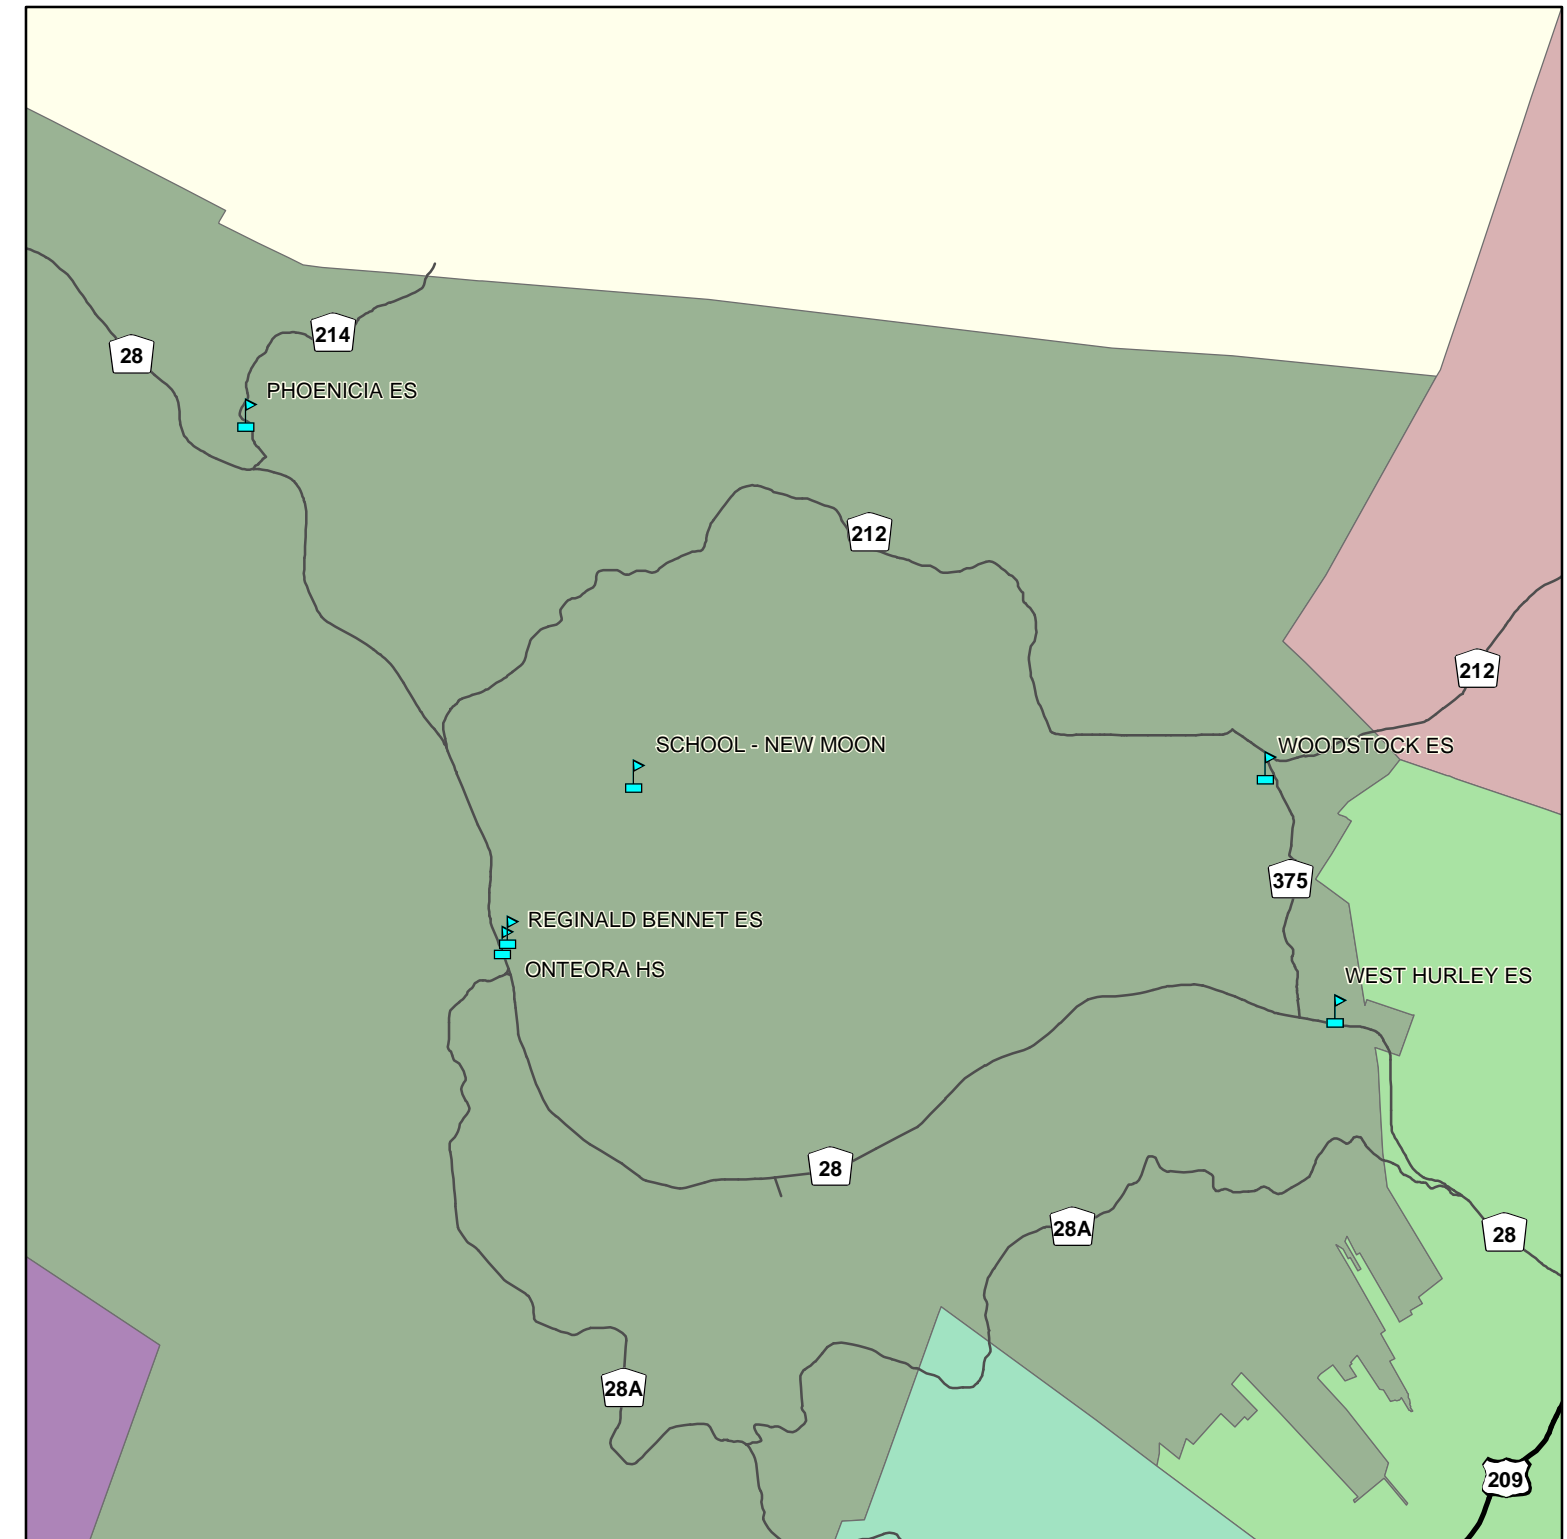 214
28
PHOENICIA ES
212
212
SCHOOL - NEW MOON
WOODSTOCK ES
375
REGINALD BENNET ES
ONTEORA HS
WEST HURLEY ES
28
28A
28
28A
209